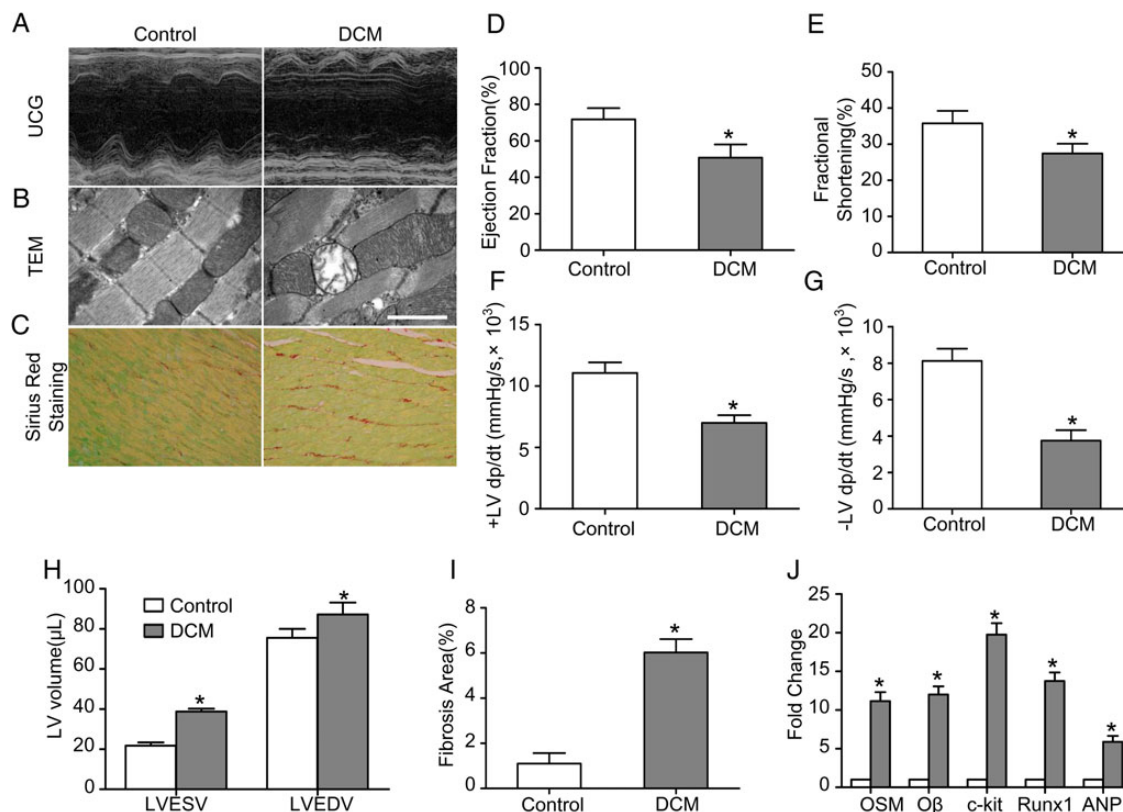 A
Control
DCM
UCG
B
TEM
C
Sirius Red
Staining
D
Ejection Fraction(%)
100
80
60
40
20
0
*
Control
DCM
E
Fractional
Shortening(%)
50
40
30
20
10
0
*
Control
DCM
F
+LV dp/dt (mmHg/s, × 10³)
15
10
5
0
*
Control
DCM
G
-LV dp/dt (mmHg/s, × 10³)
10
8
6
4
2
0
*
Control
DCM
H
LV volume(μL)
100
80
60
40
20
0
Control
DCM
*
*
LVESV
LVEDV
I
Fibrosis Area(%)
8
6
4
2
0
*
Control
DCM
J
Fold Change
25
20
15
10
5
0
*
*
*
*
*
OSM
Oβ
c-kit
Runx1
ANP